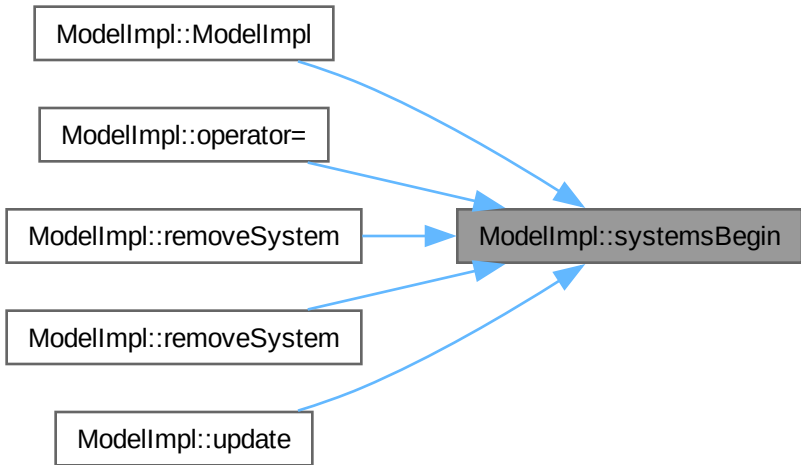 ModelImpl::ModelImpl
ModelImpl::operator=
ModelImpl::removeSystem
ModelImpl::systemsBegin
ModelImpl::removeSystem
ModelImpl::update